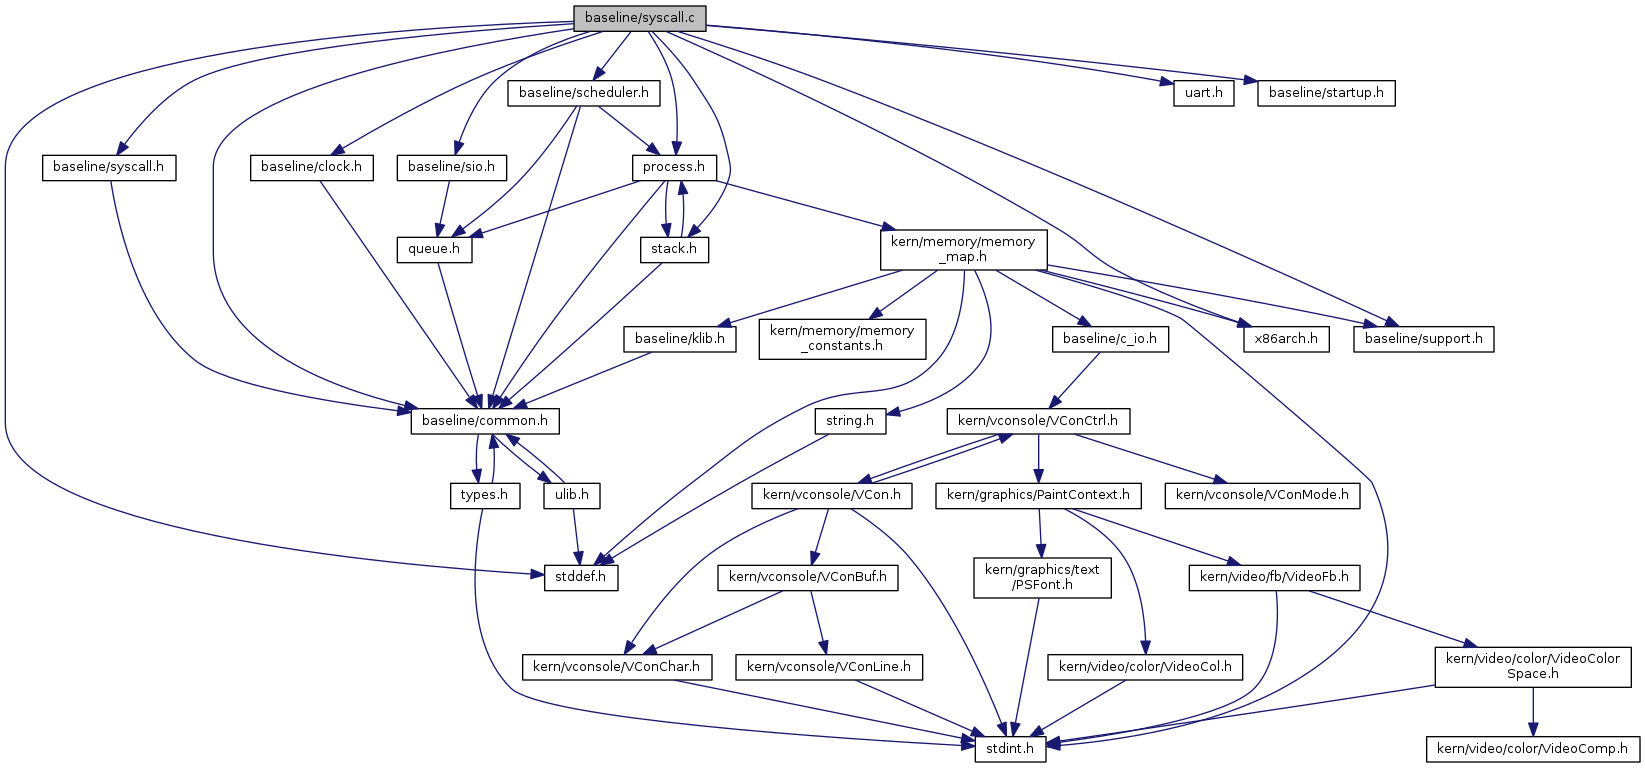 baseline/syscall.c
baseline/scheduler.h
uart.h
baseline/startup.h
baseline/syscall.h
baseline/clock.h
baseline/sio.h
process.h
queue.h
stack.h
kern/memory/memory
_map.h
baseline/klib.h
kern/memory/memory
_constants.h
baseline/c_io.h
x86arch.h
baseline/support.h
baseline/common.h
string.h
kern/vconsole/VConCtrl.h
types.h
ulib.h
kern/vconsole/VCon.h
kern/graphics/PaintContext.h
kern/vconsole/VConMode.h
stddef.h
kern/vconsole/VConBuf.h
kern/graphics/text
/PSFont.h
kern/video/fb/VideoFb.h
kern/vconsole/VConChar.h
kern/vconsole/VConLine.h
kern/video/color/VideoCol.h
kern/video/color/VideoColor
Space.h
stdint.h
kern/video/color/VideoComp.h